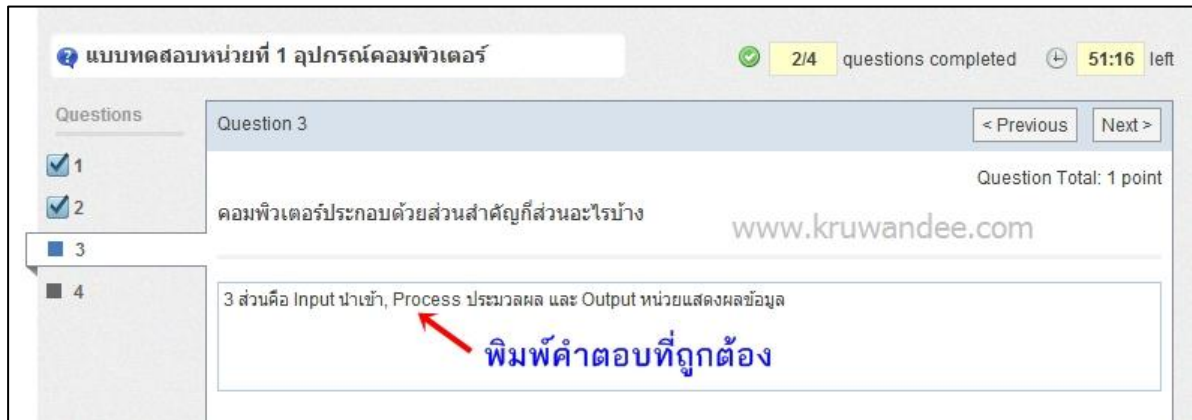 แบบทดสอบหน่วยที่ 1 อุปกรณ์คอมพิวเตอร์
2/4 questions completed 51:16 left
Questions
Question 3
< Previous Next >
1
Question Total: 1 point
2
คอมพิวเตอร์ประกอบด้วยส่วนสำคัญกี่ส่วนอะไรบ้าง
www.kruwandee.com
3
4
3 ส่วนคือ Input นำเข้า, Process ประมวลผล และ Output หน่วยแสดงผลข้อมูล
พิมพ์คำตอบที่ถูกต้อง